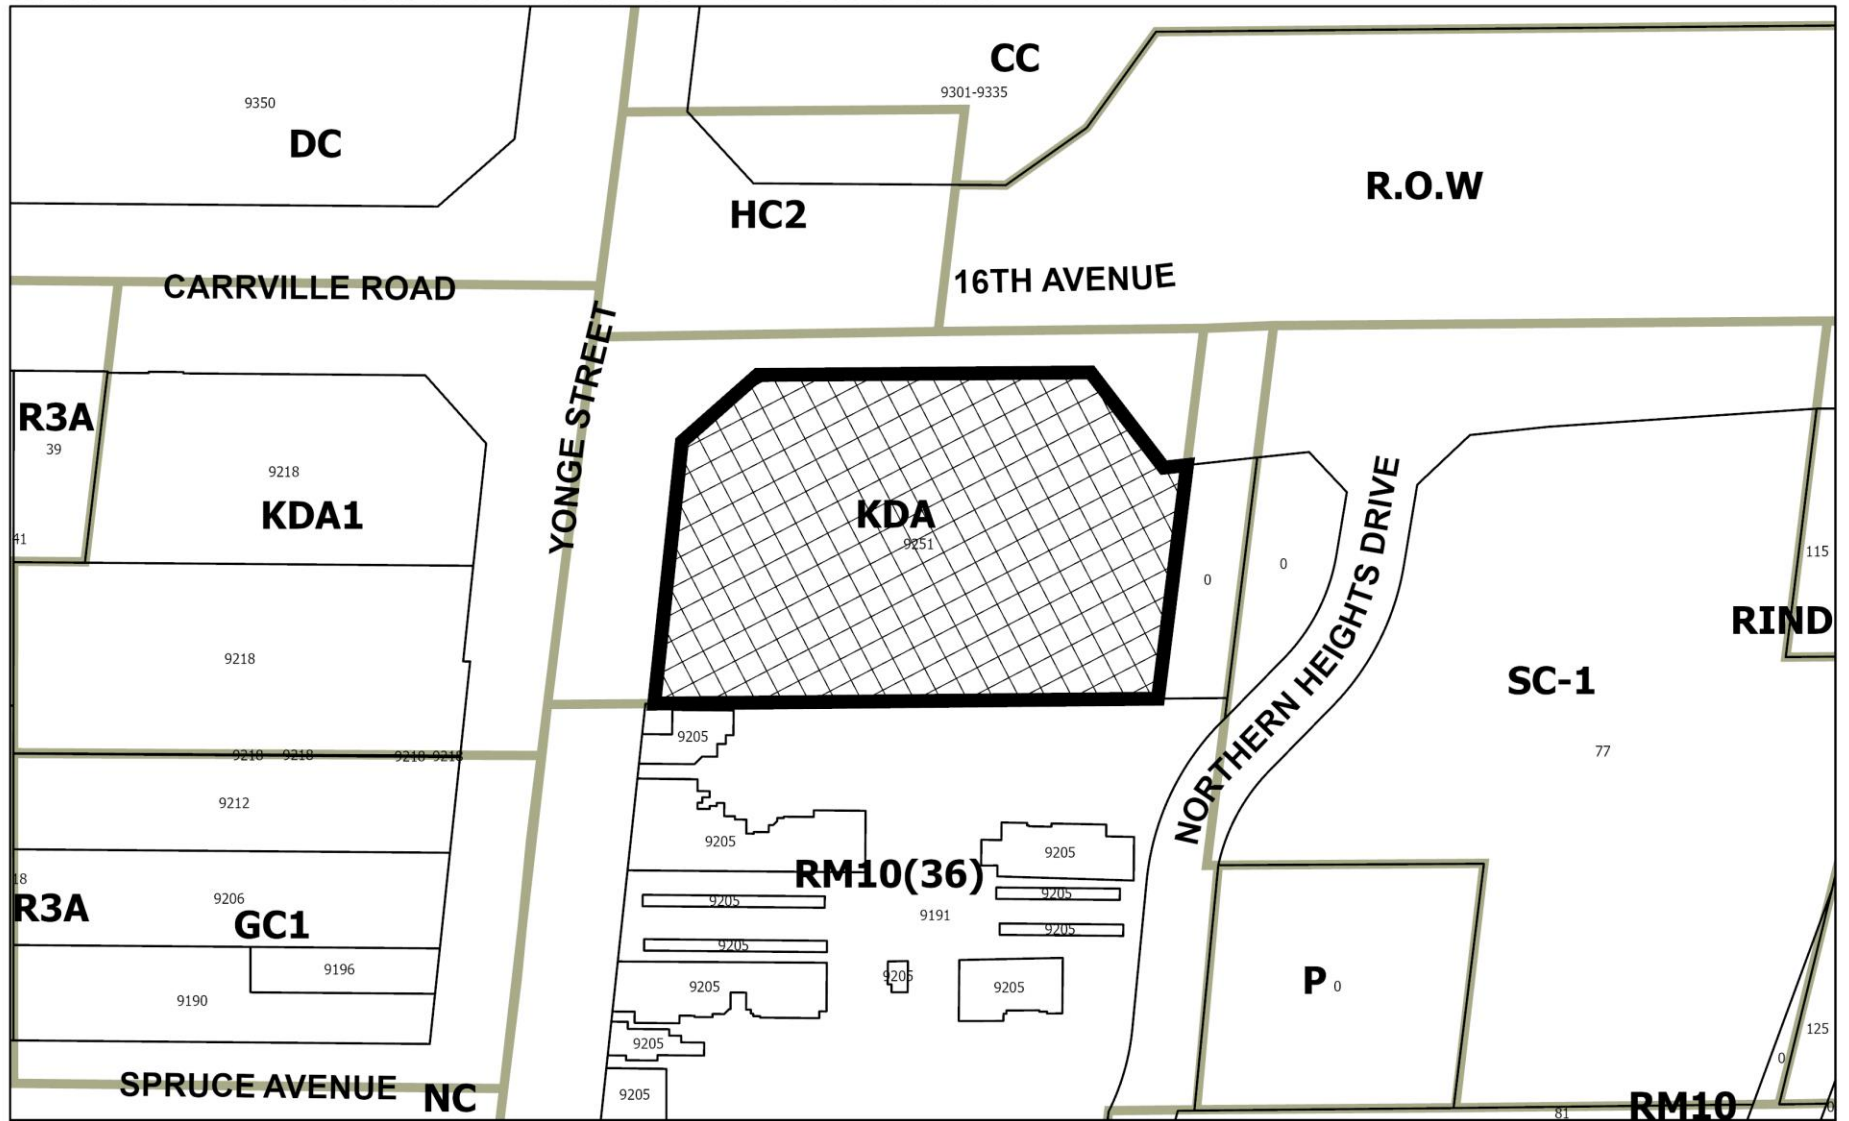 CC
9301-9335
9350
DC
R.O.W
HC2
16TH AVENUE
CARRVILLE ROAD
YONGE STREET
R3A
39
9218
KDA1
41
KDA
9251
0
0
NORTHERN HEIGHTS DRIVE
115
RIND
9218
SC-1
77
9205
9218 9218 9218 9218
9212
9205
9205
RM10(36)
18
R3A
9206
GC1
9205
9205
9191
9205
9205
9196
9190
9205
9205
9205
P 0
9205
125
0
SPRUCE AVENUE
NC
9205
RM10
81
0